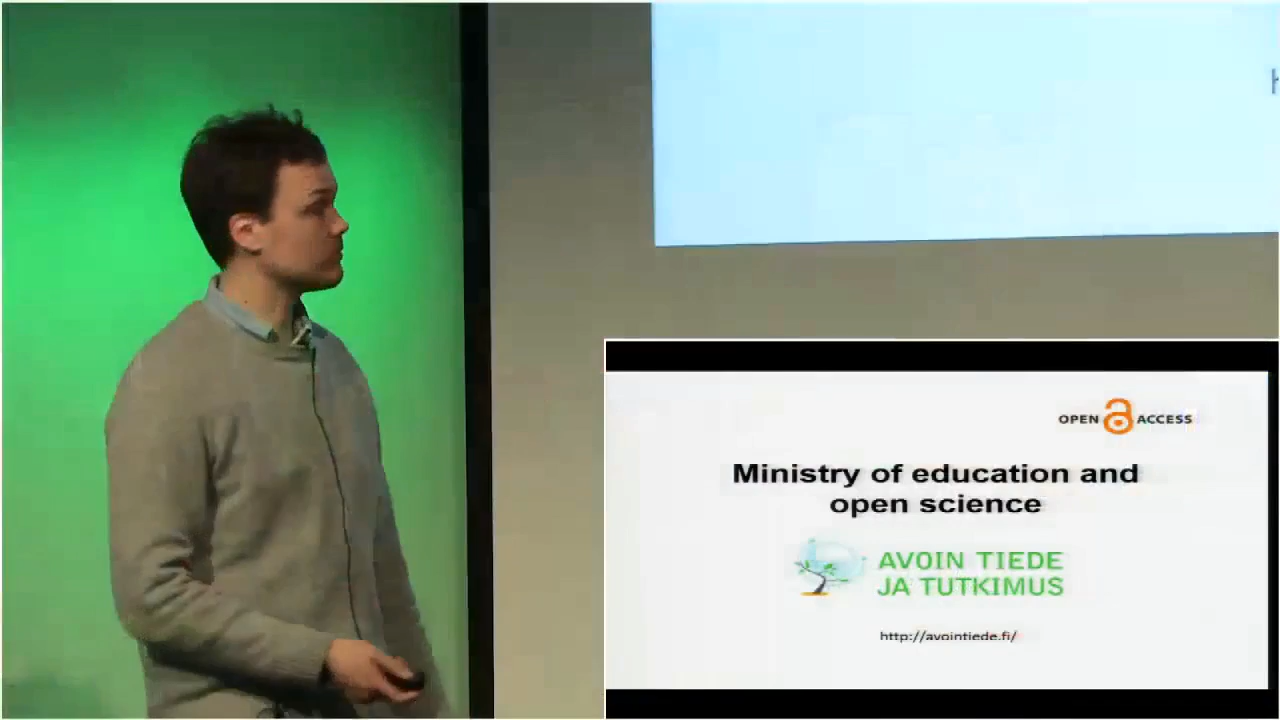 OPEN ACCESS
Ministry of education and
open science
AVOIN TIEDE
JA TUTKIMUS
http://avointiede.fi/